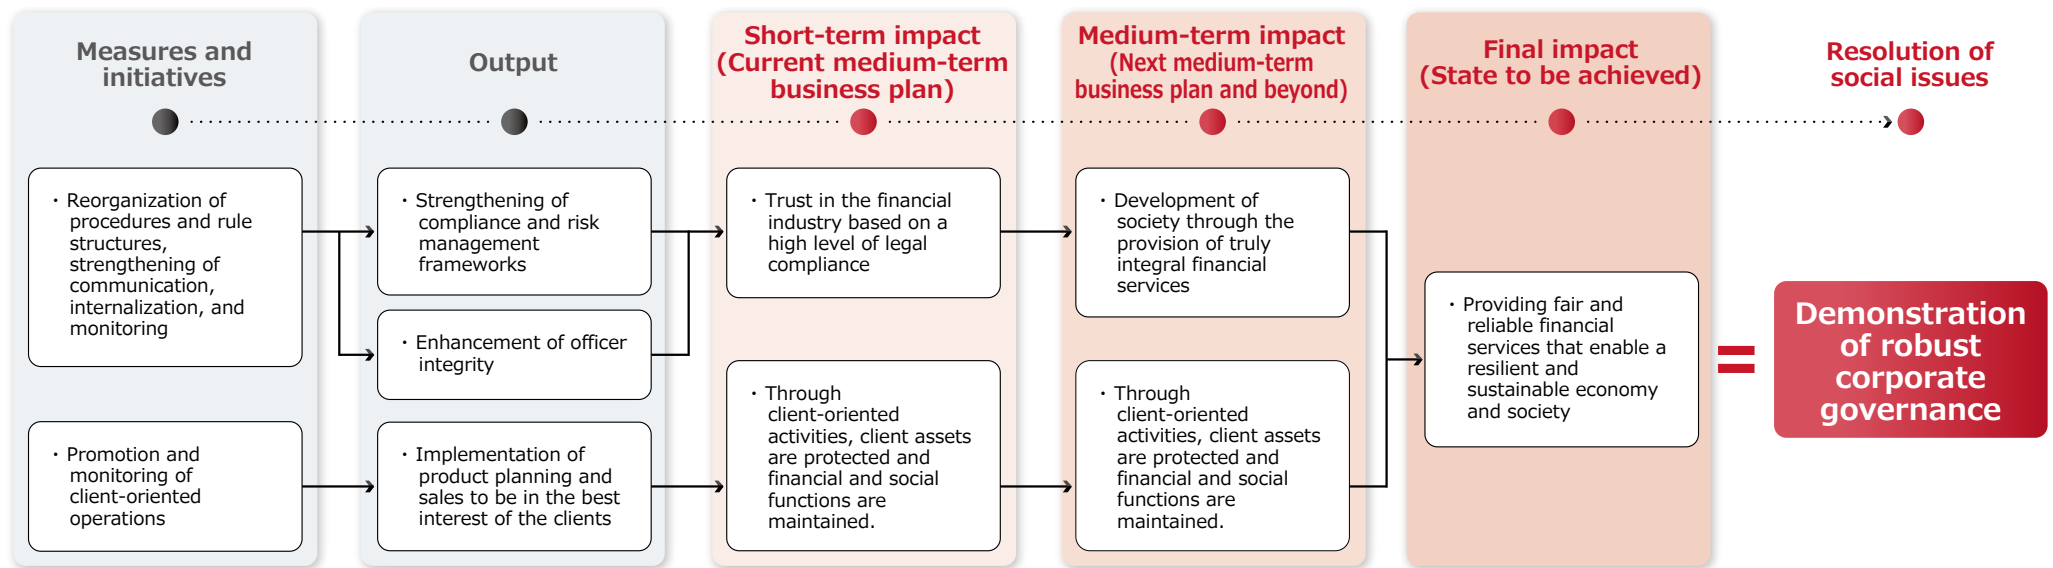 Measures and
initiatives
Output
Short-term impact
(Current medium-term
business plan)
Medium-term impact
(Next medium-term
business plan and beyond)
Final impact
(State to be achieved)
Resolution of
social issues
・Reorganization of
procedures and rule
structures,
strengthening of
communication,
internalization, and
monitoring
・Promotion and
monitoring of
client-oriented
operations
・Strengthening of
compliance and risk
management
frameworks
・Enhancement of officer
integrity
・Implementation of
product planning and
sales to be in the best
interest of the clients
・Trust in the financial
industry based on a
high level of legal
compliance
・Through
client-oriented
activities, client assets
are protected and
financial and social
functions are
maintained.
・Development of
society through the
provision of truly
integral financial
services
・Through
client-oriented
activities, client assets
are protected and
financial and social
functions are
maintained.
・Providing fair and
reliable financial
services that enable a
resilient and
sustainable economy
and society
=
Demonstration
of robust
corporate
governance